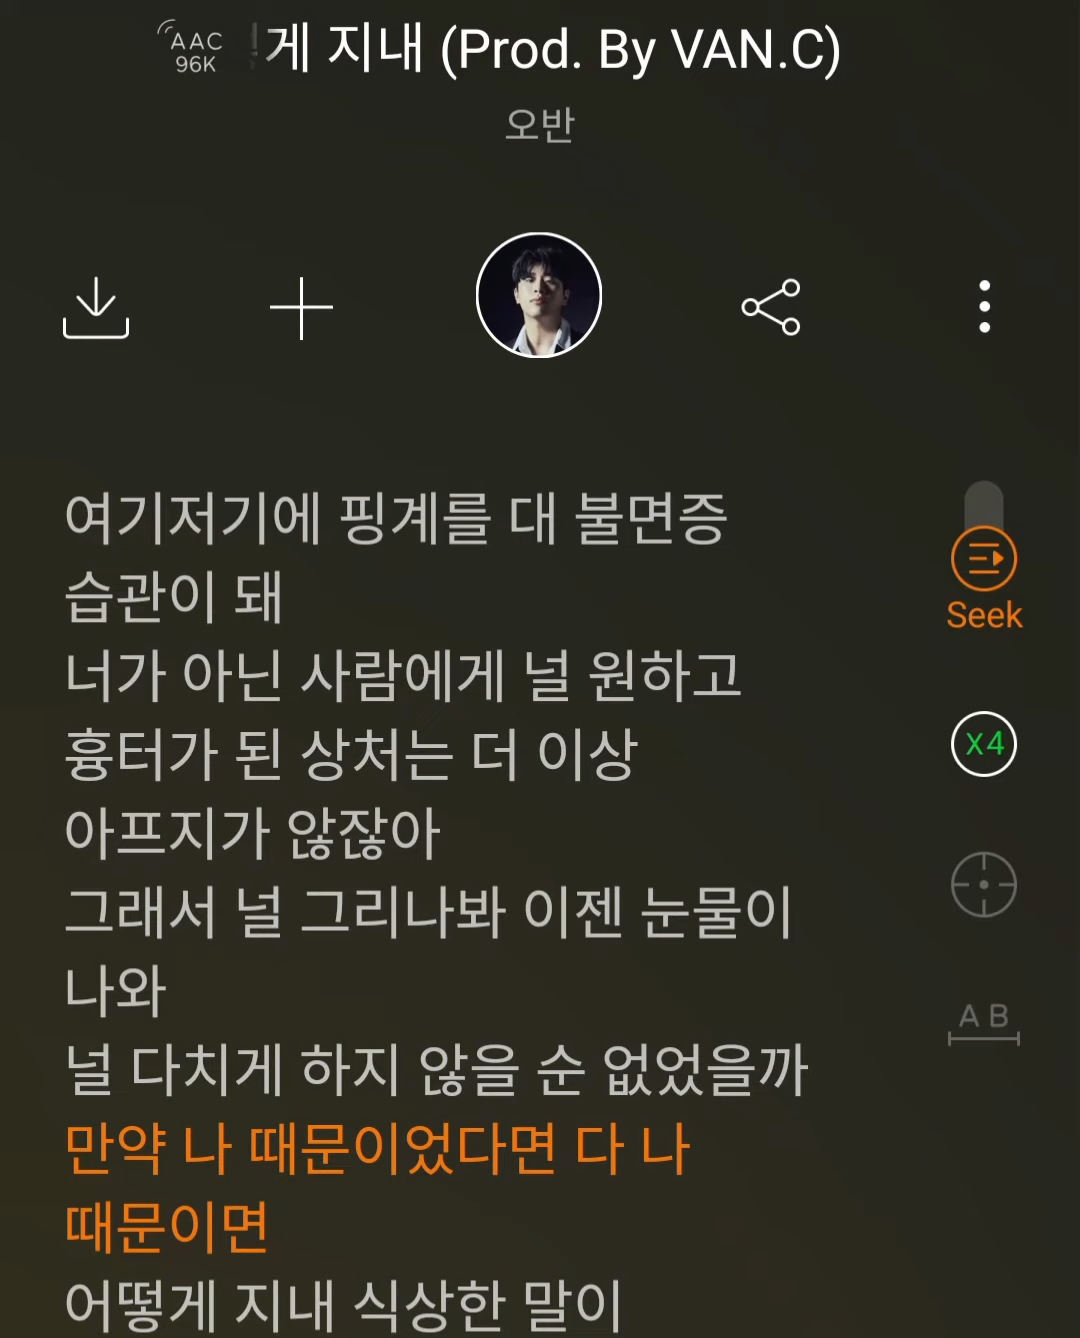 AAC
96K
게 지내 (Prod. By VAN.C)
오반
여기저기에 핑계를 대 불면증
습관이 돼
너가 아닌 사람에게 널 원하고
흉터가 된 상처는 더 이상
아프지가 않잖아
그래서 널 그리나봐 이젠 눈물이
나와
널 다치게 하지 않을 순 없었을까
만약 나 때문이었다면 다 나
때문이면
어떻게 지내 식상한 말이
Seek
X4
A B